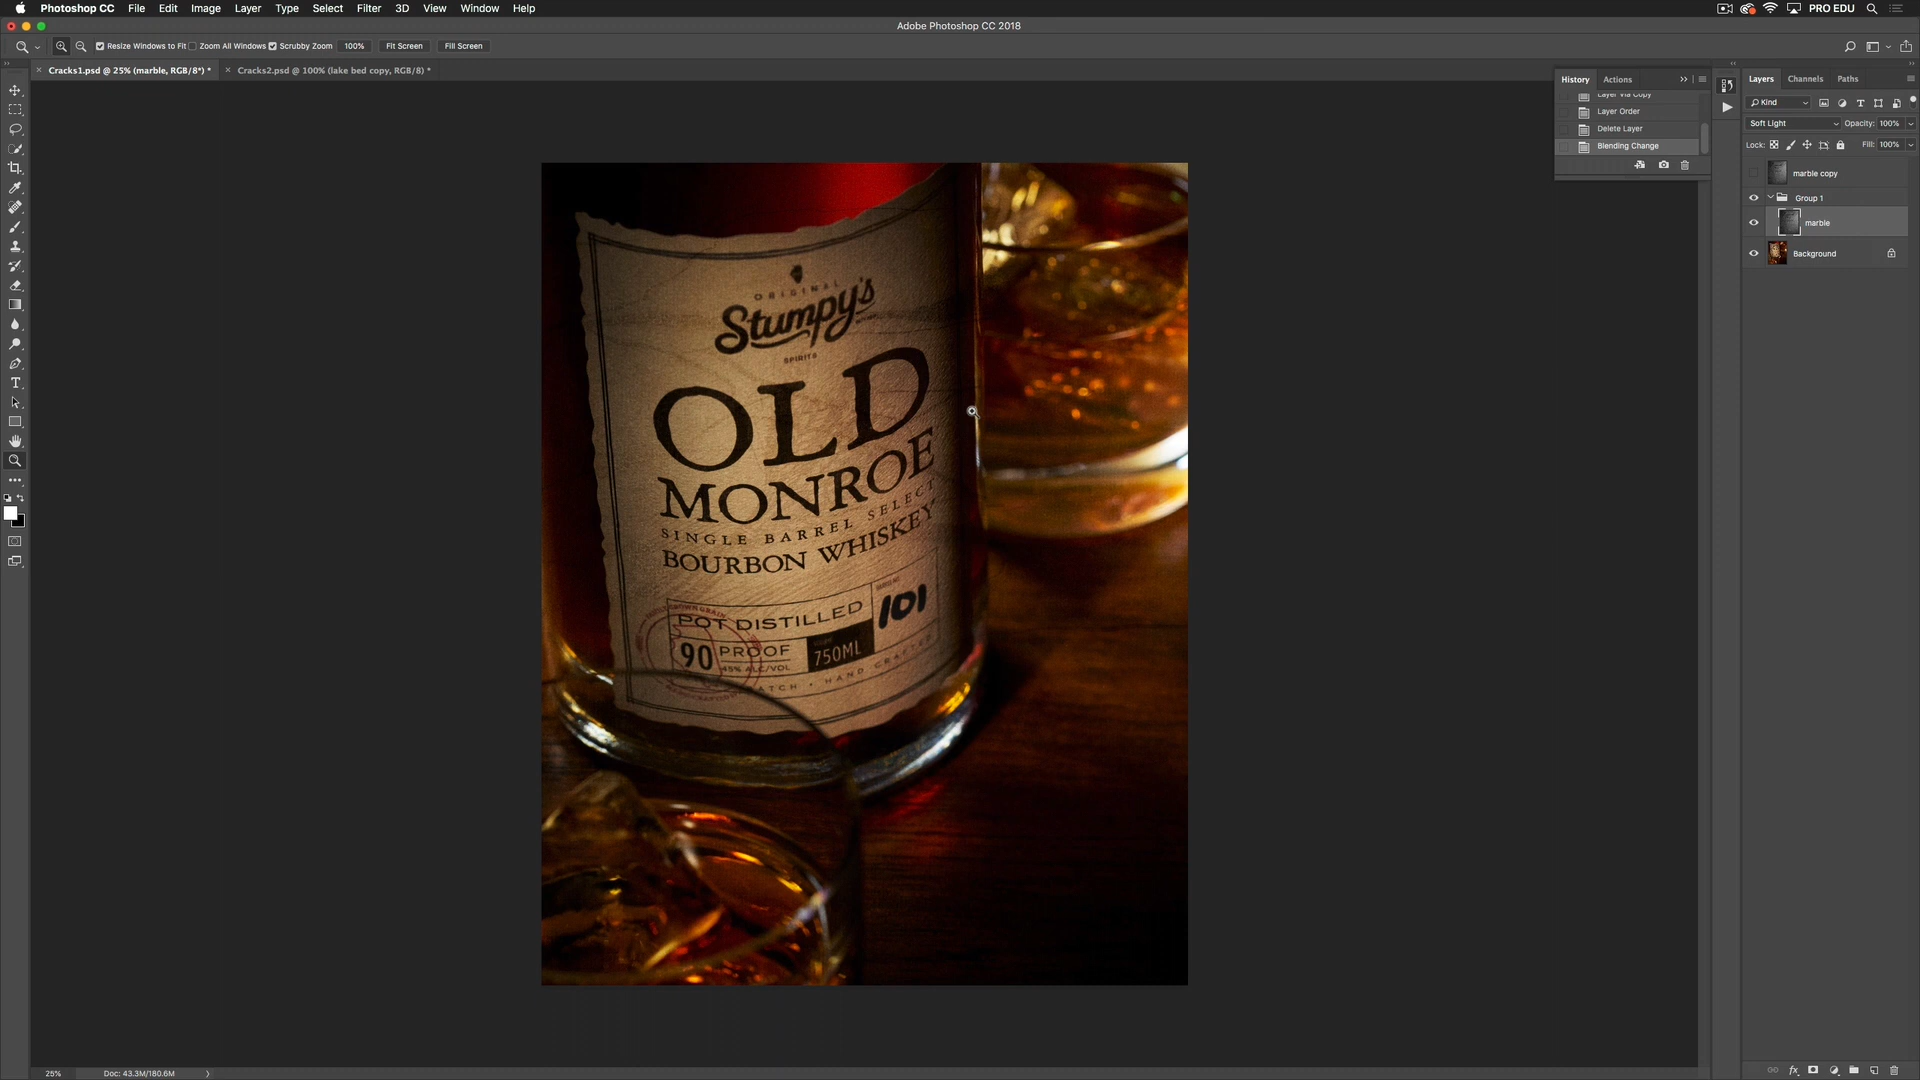 Photoshop CC File Edit Image Layer Type Select Filter 3D View Window Help PRO EDU
Adobe Photoshop CC 2018
Resize Windows to Fit Zoom All Windows Scrubby Zoom 100% Fit Screen Fill Screen
Cracks1.psd @ 25% (marble, RGB/8*) * Cracks2.psd @ 100% (lake bed copy, RGB/8) *
History Actions
Layer Via Copy
Layer Order
Delete Layer
Blending Change
Layers Channels Paths
Kind
Soft Light Opacity: 100%
Lock: Fill: 100%
marble copy
Group 1
marble
Background
ORIGINAL
Stumpy's
SPIRITS
OLD
MONROE
SINGLE BARREL SELECT
BOURBON WHISKEY
POT DISTILLED
101
90 PROOF
45% ALC/VOL
750ML
ATCH • HAND CRAFTED
25% Doc: 43.3M/180.6M